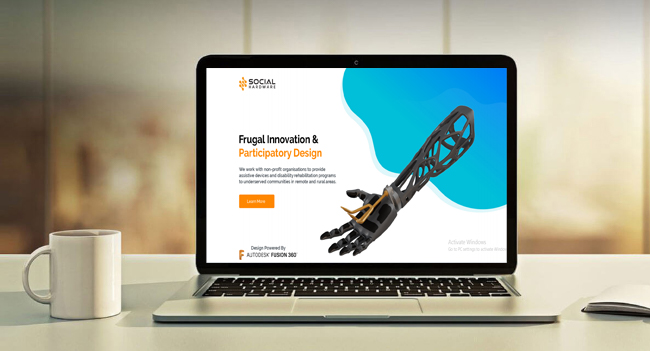 SOCIAL
HARDWARE
Frugal Innovation &
Participatory Design
We work with non-profit organisations to provide
assistive devices and disability rehabilitation programs
to underserved communities in remote and rural areas.
Learn More
Design Powered By
AUTODESK® FUSION 360®
Activate Windows
Go to PC settings to activate Windows